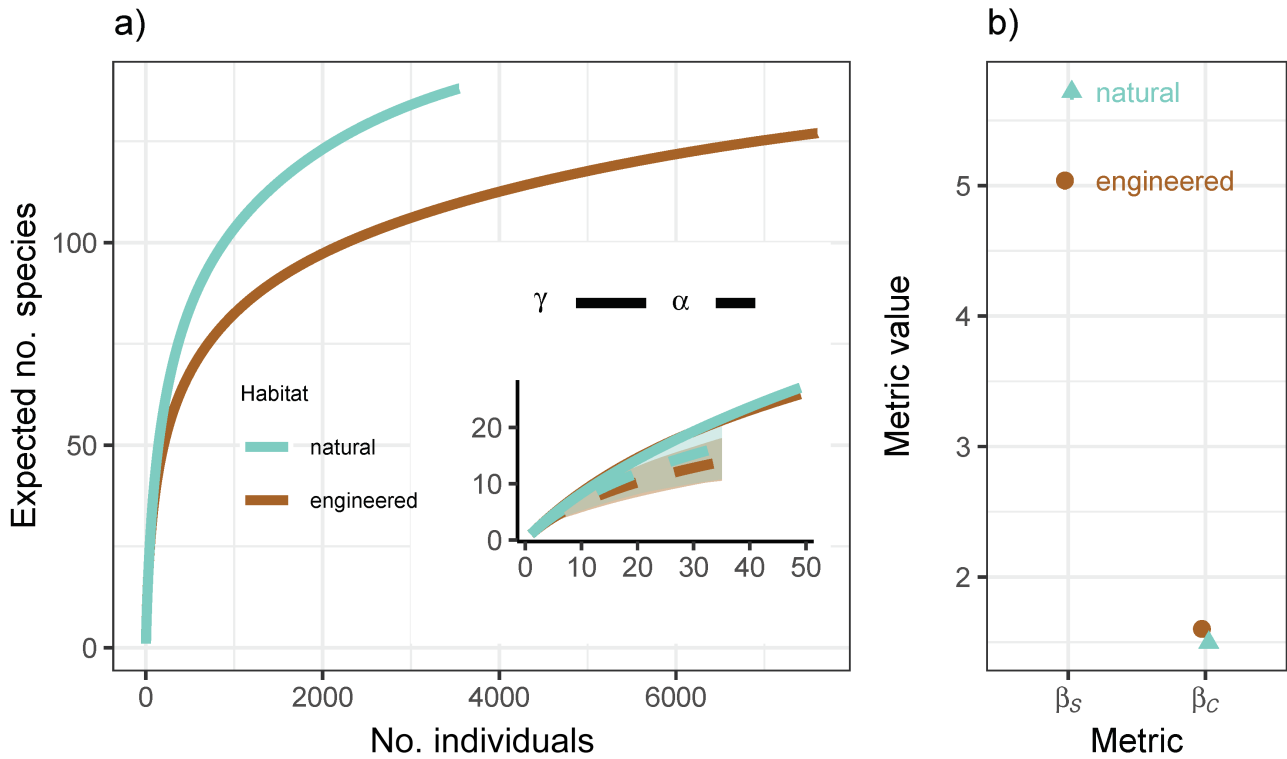 a)
Expected no. species
100
50
0
0
2000
4000
6000
No. individuals
Habitat
natural
engineered
γ
α
20
10
0
0
10
20
30
40
50
b)
natural
engineered
Metric value
5
4
3
2
βS
βC
Metric